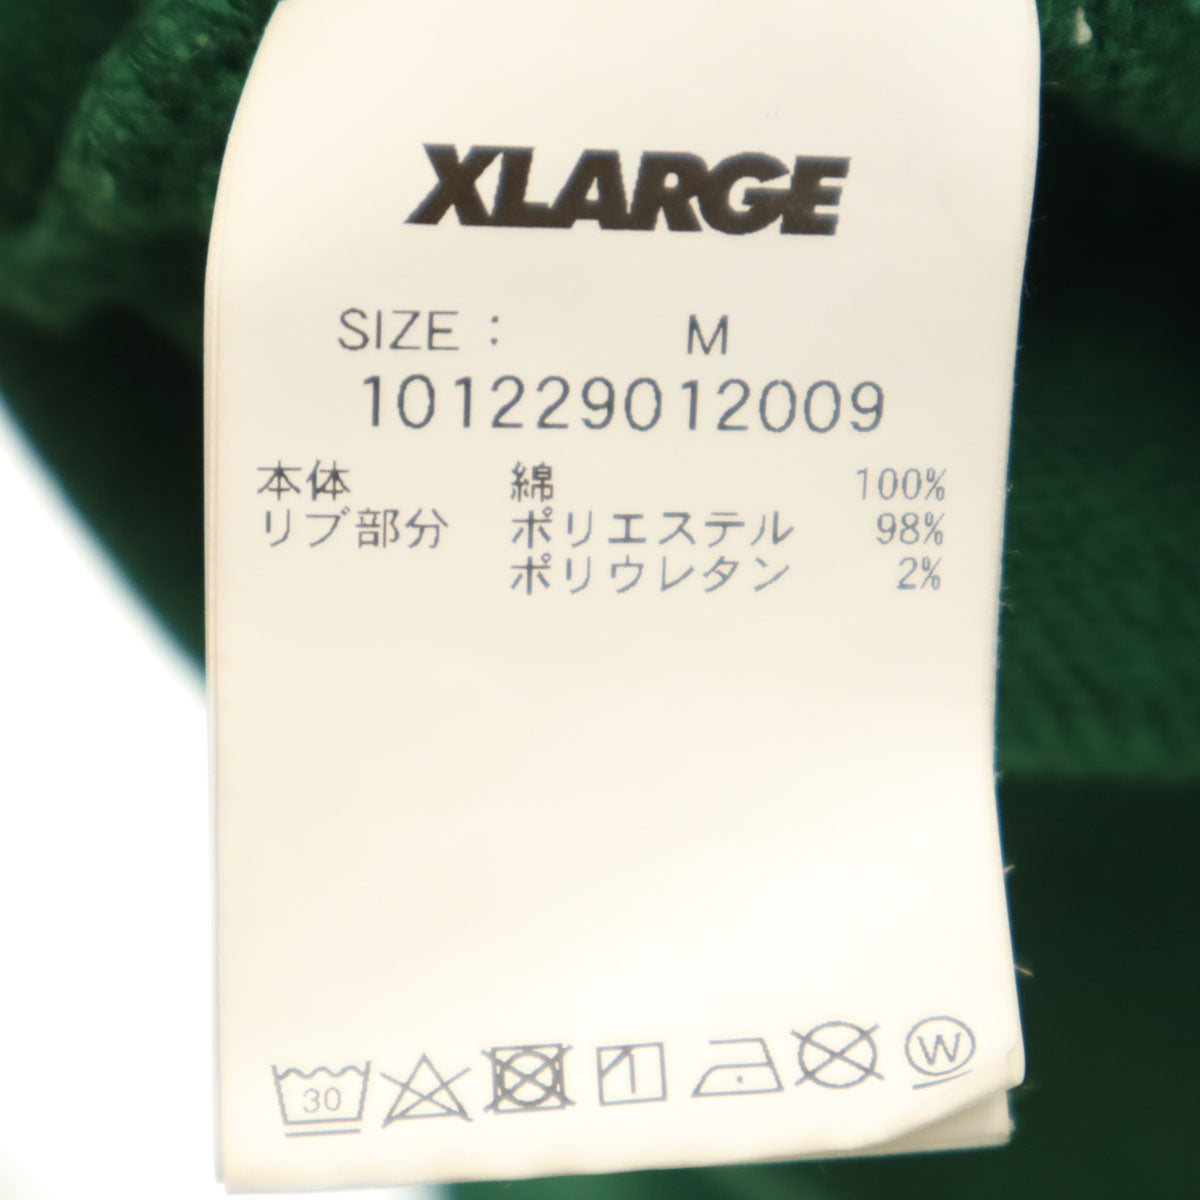 XLARGE
SIZE : M
101229012009
本体 綿 100%
リブ部分 ポリエステル 98%
ポリウレタン 2%
30
W